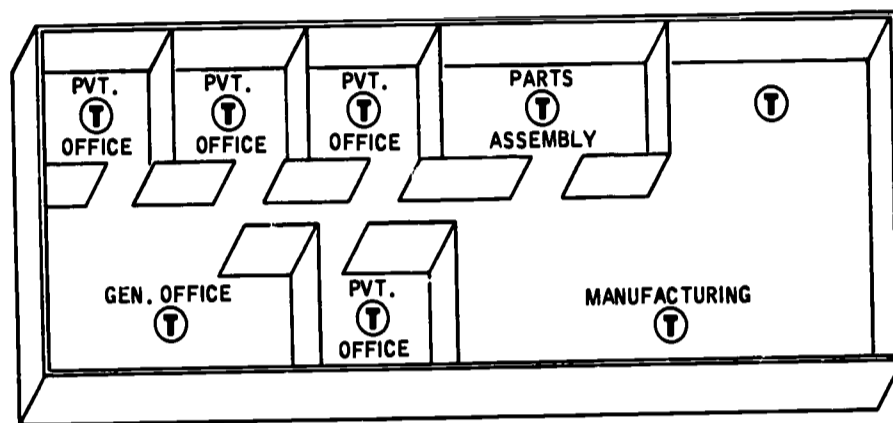 PVT.
T
OFFICE
PVT.
T
OFFICE
PVT.
T
OFFICE
PARTS
T
ASSEMBLY
T
GEN. OFFICE
T
PVT.
T
OFFICE
MANUFACTURING
T